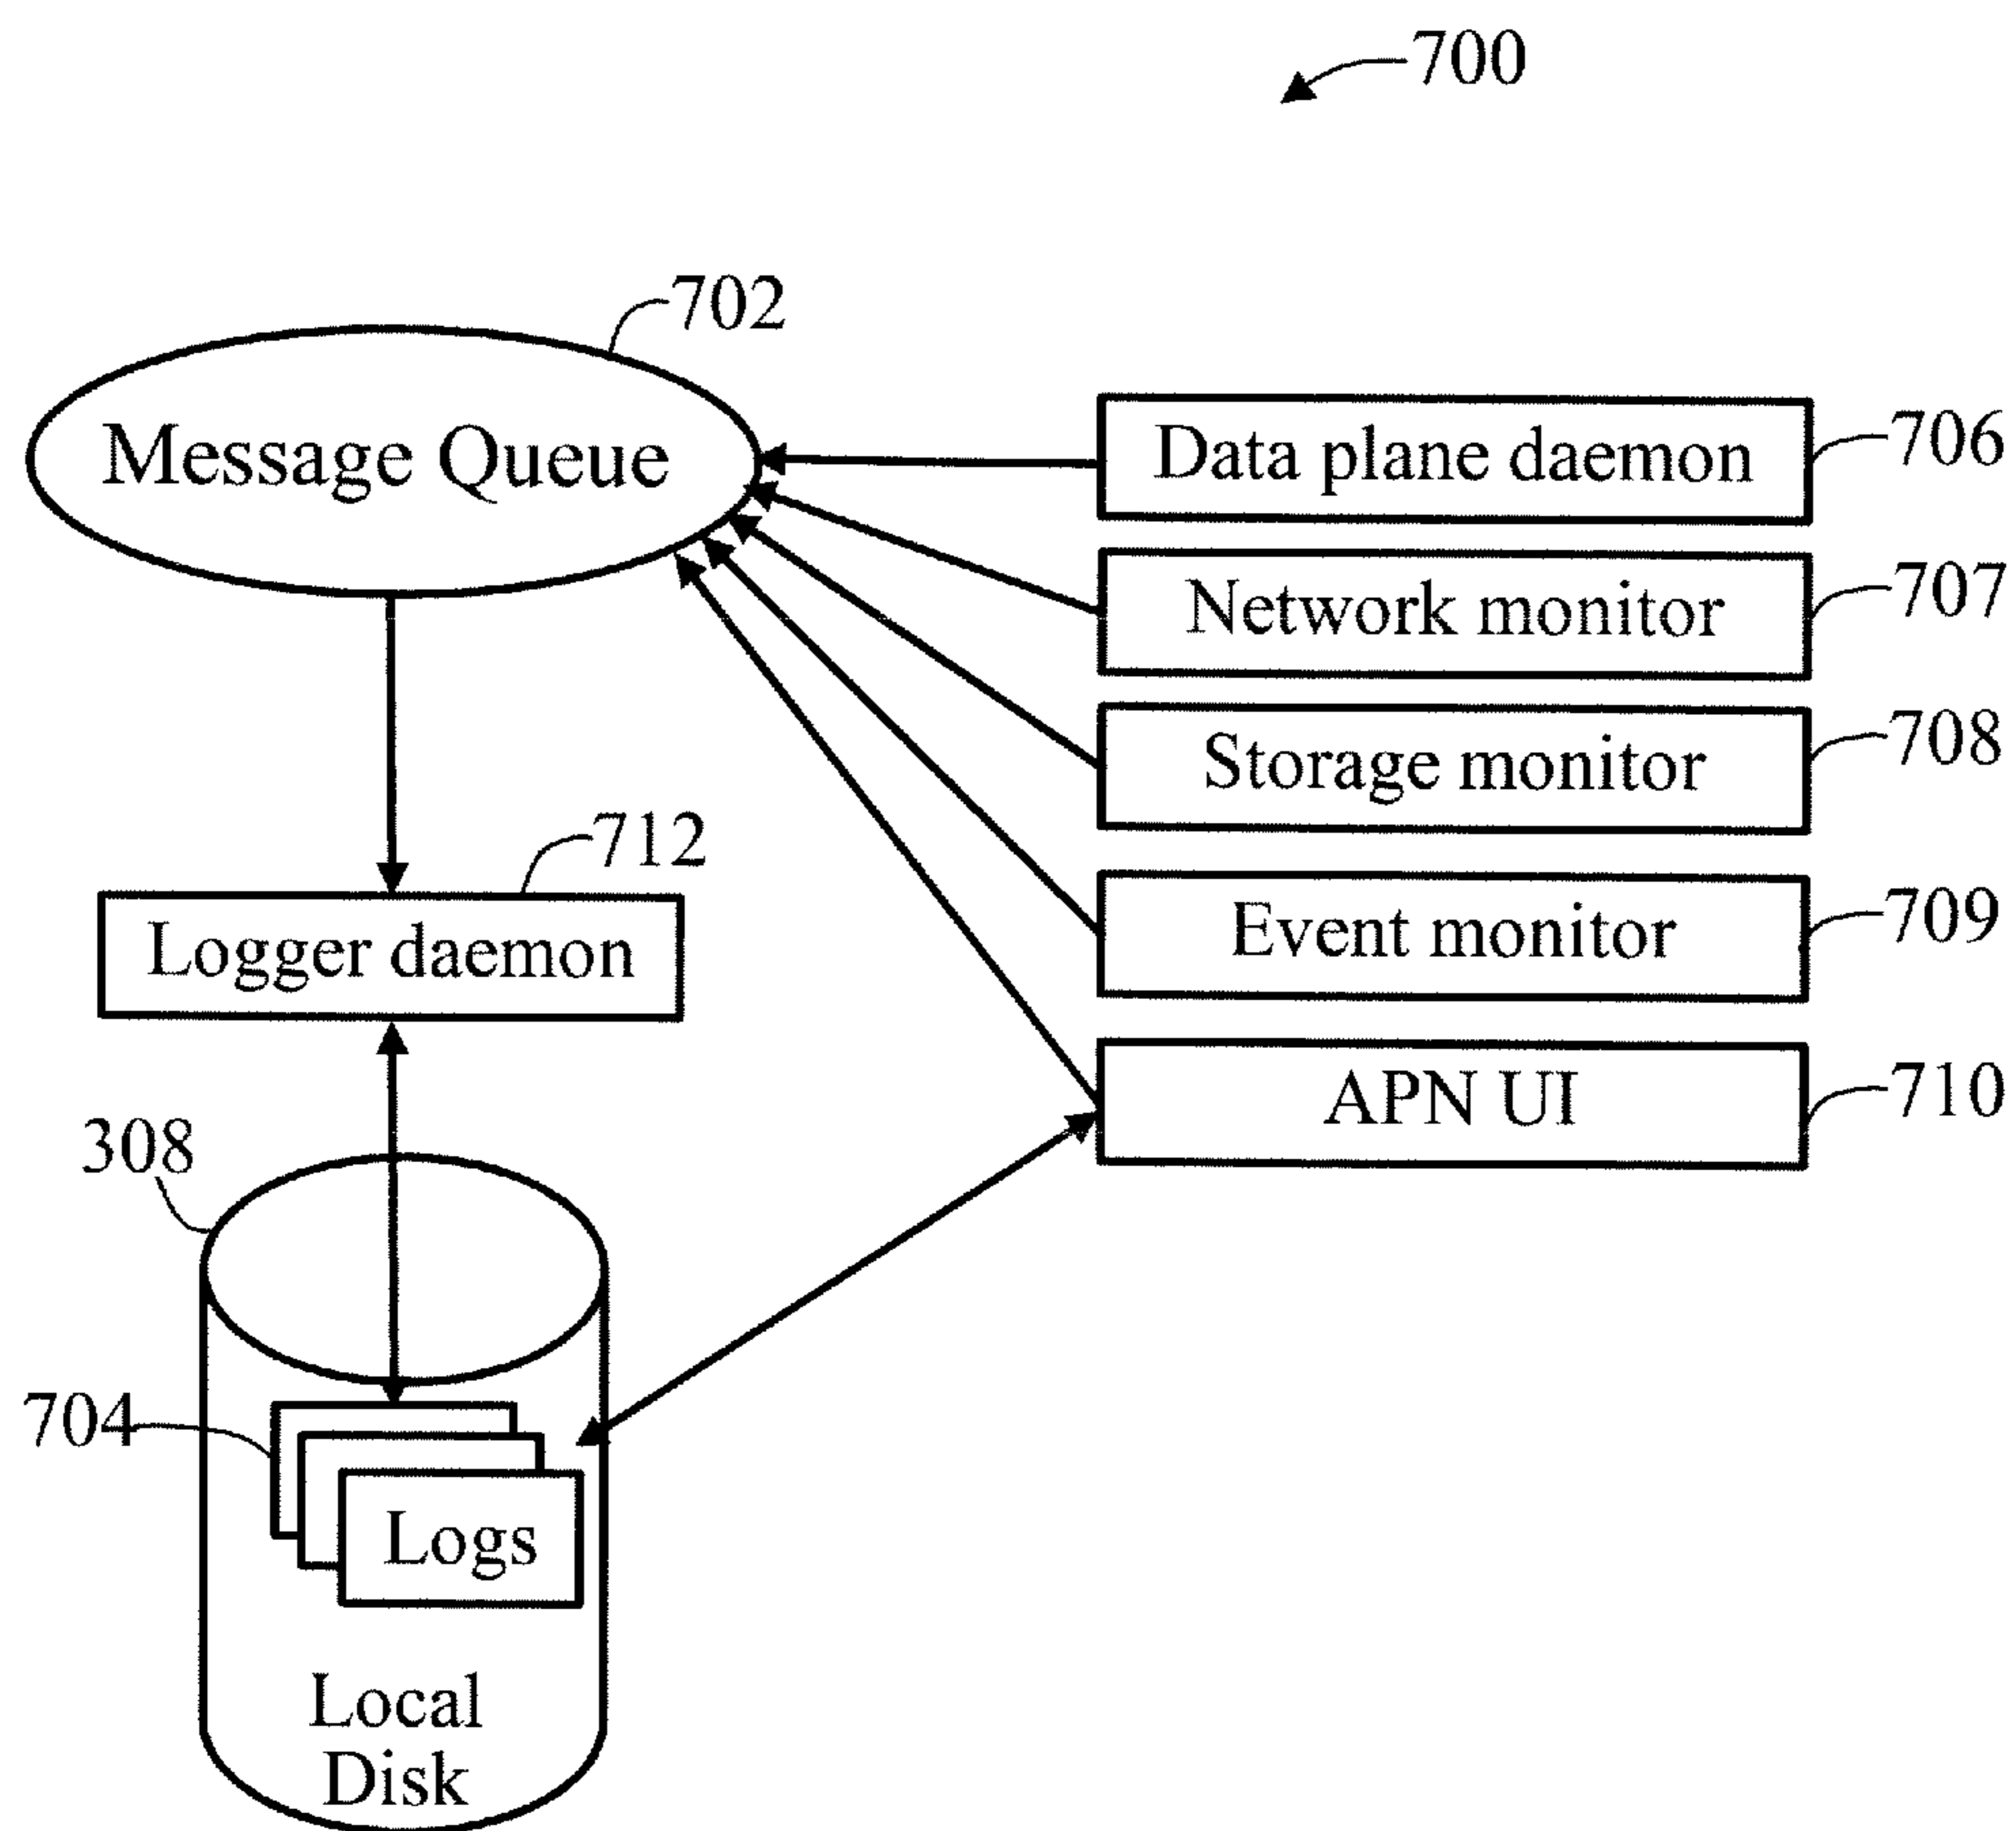 700
702
Message Queue
Data plane daemon
706
Network monitor
707
Storage monitor
708
712
Logger daemon
Event monitor
709
APN UI
710
308
704
Logs
Local
Disk